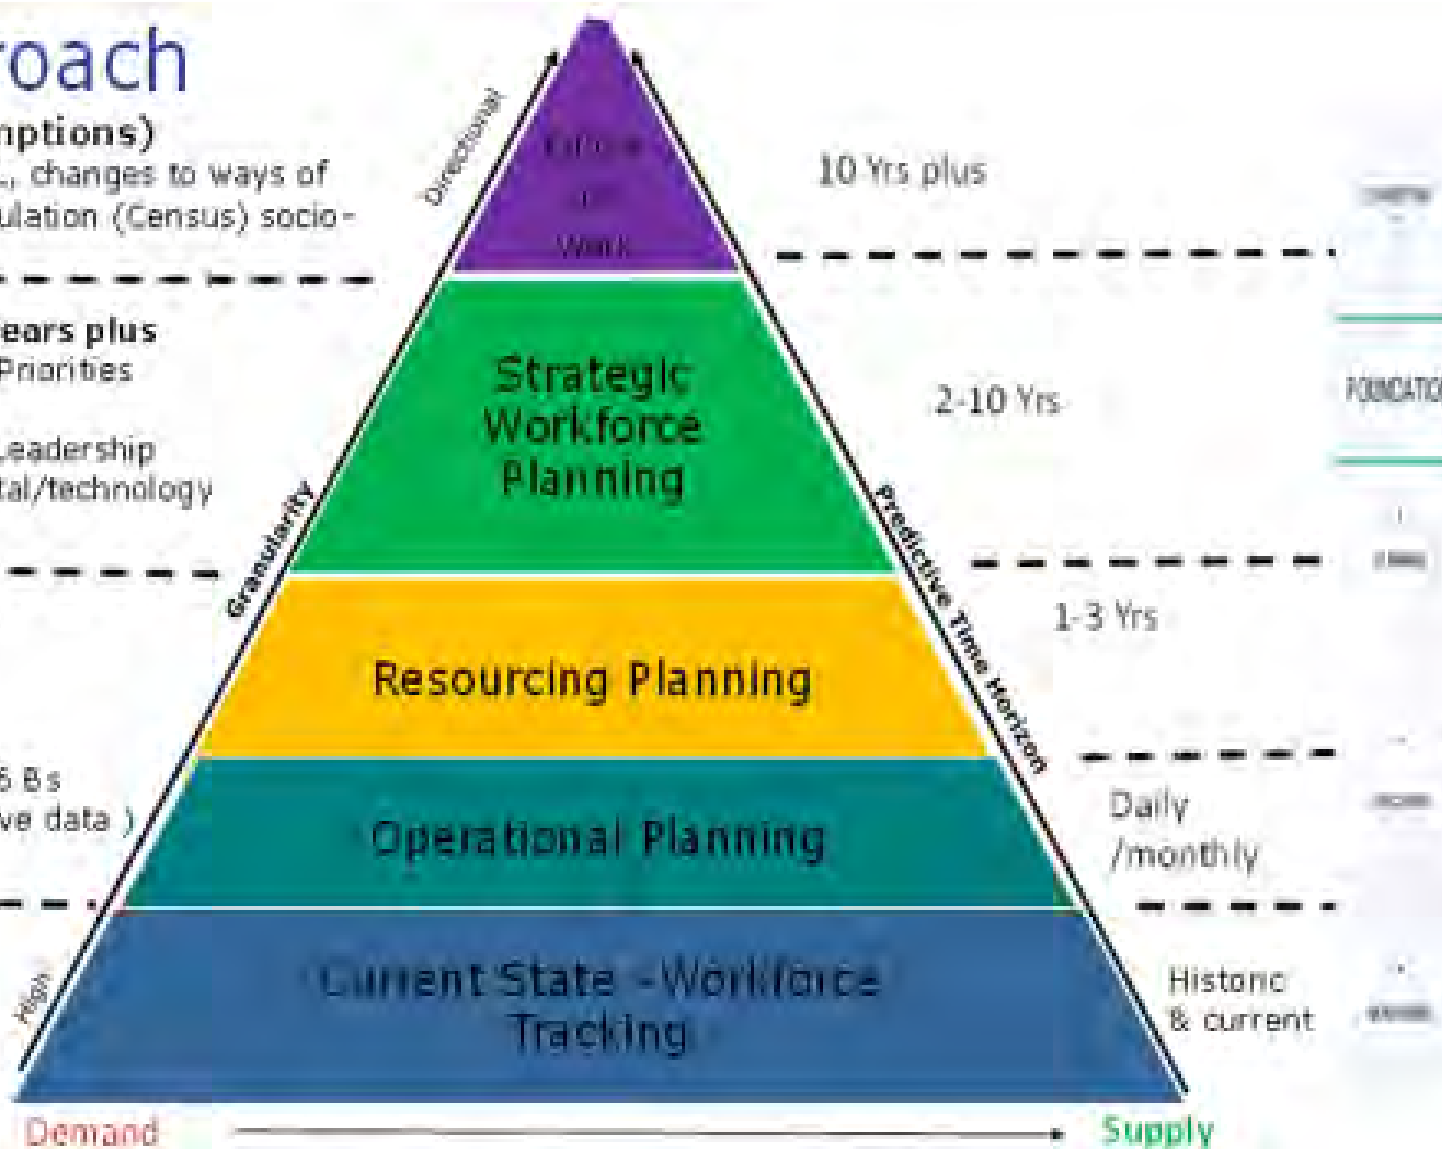 roach
nptions)
., changes to ways of
ulation (Census) socio-
ears plus
Priorities
Leadership
tal/technology
6 Bs
ve data )
Directional
Granularity
High
Work
Strategic
Workforce
Planning
Resourcing Planning
Operational Planning
Current State -Workforce
Tracking
Predictive Time Horizon
10 Yrs plus
2-10 Yrs
1-3 Yrs
Daily
/monthly
Historic
& current
FOUNDATIO
Demand
Supply